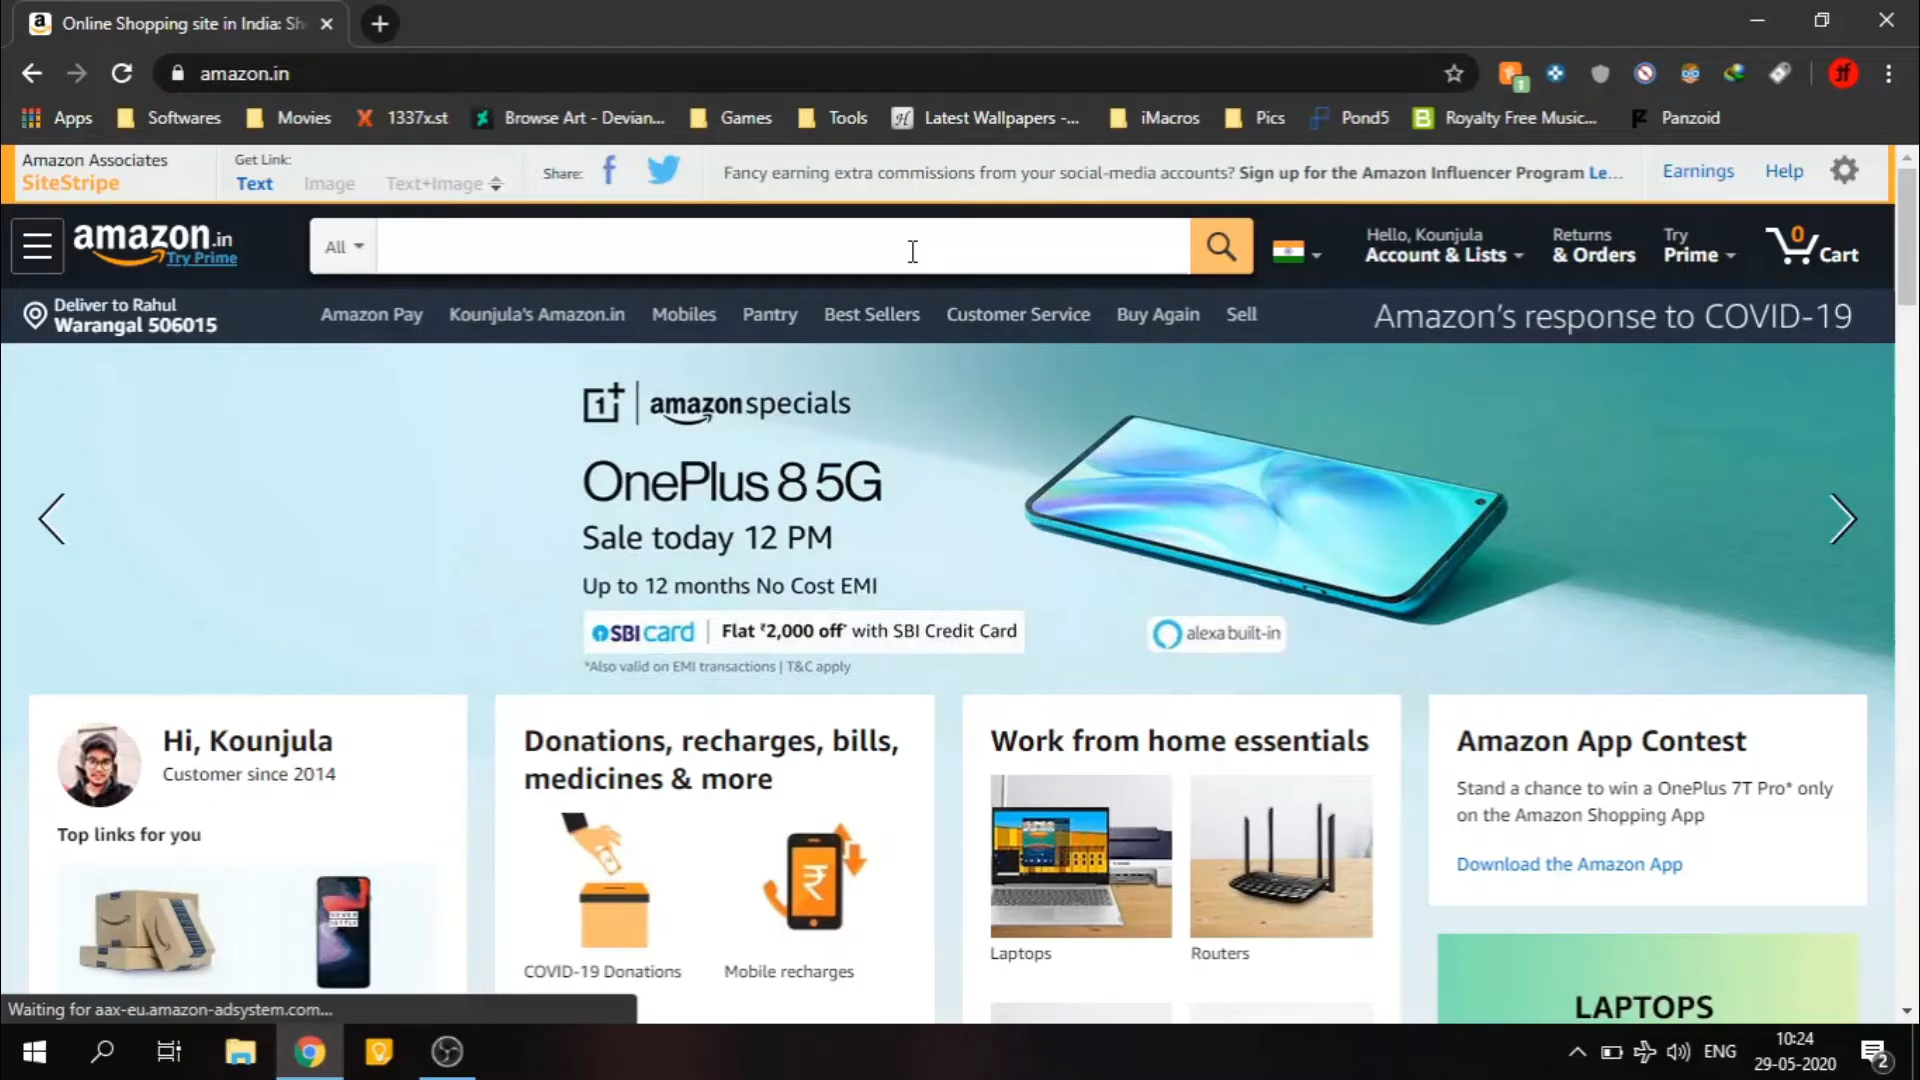 Online Shopping site in India: Sh
amazon.in
1
Apps
Softwares
Movies
1337x.st
Browse Art - Devian...
Games
Tools
Latest Wallpapers -...
iMacros
Pics
Pond5
Royalty Free Music...
Panzoid
Amazon Associates
SiteStripe
Get Link:
Text
Image
Text+Image
Share:
Fancy earning extra commissions from your social-media accounts? Sign up for the Amazon Influencer Program Le...
Earnings
Help
amazon.in
Try Prime
All
Hello, Kounjula
Account & Lists
Returns
& Orders
Try
Prime
0
Cart
Deliver to Rahul
Warangal 506015
Amazon Pay
Kounjula's Amazon.in
Mobiles
Pantry
Best Sellers
Customer Service
Buy Again
Sell
Amazon's response to COVID-19
1+ | amazonspecials
OnePlus 8 5G
Sale today 12 PM
Up to 12 months No Cost EMI
SBI card | Flat ₹2,000 off* with SBI Credit Card
*Also valid on EMI transactions | T&C apply
alexa built-in
Hi, Kounjula
Customer since 2014
Top links for you
Donations, recharges, bills,
medicines & more
COVID-19 Donations
Mobile recharges
Work from home essentials
Laptops
Routers
Amazon App Contest
Stand a chance to win a OnePlus 7T Pro* only
on the Amazon Shopping App
Download the Amazon App
LAPTOPS
Waiting for aax-eu.amazon-adsystem.com...
ENG
10:24
29-05-2020
2